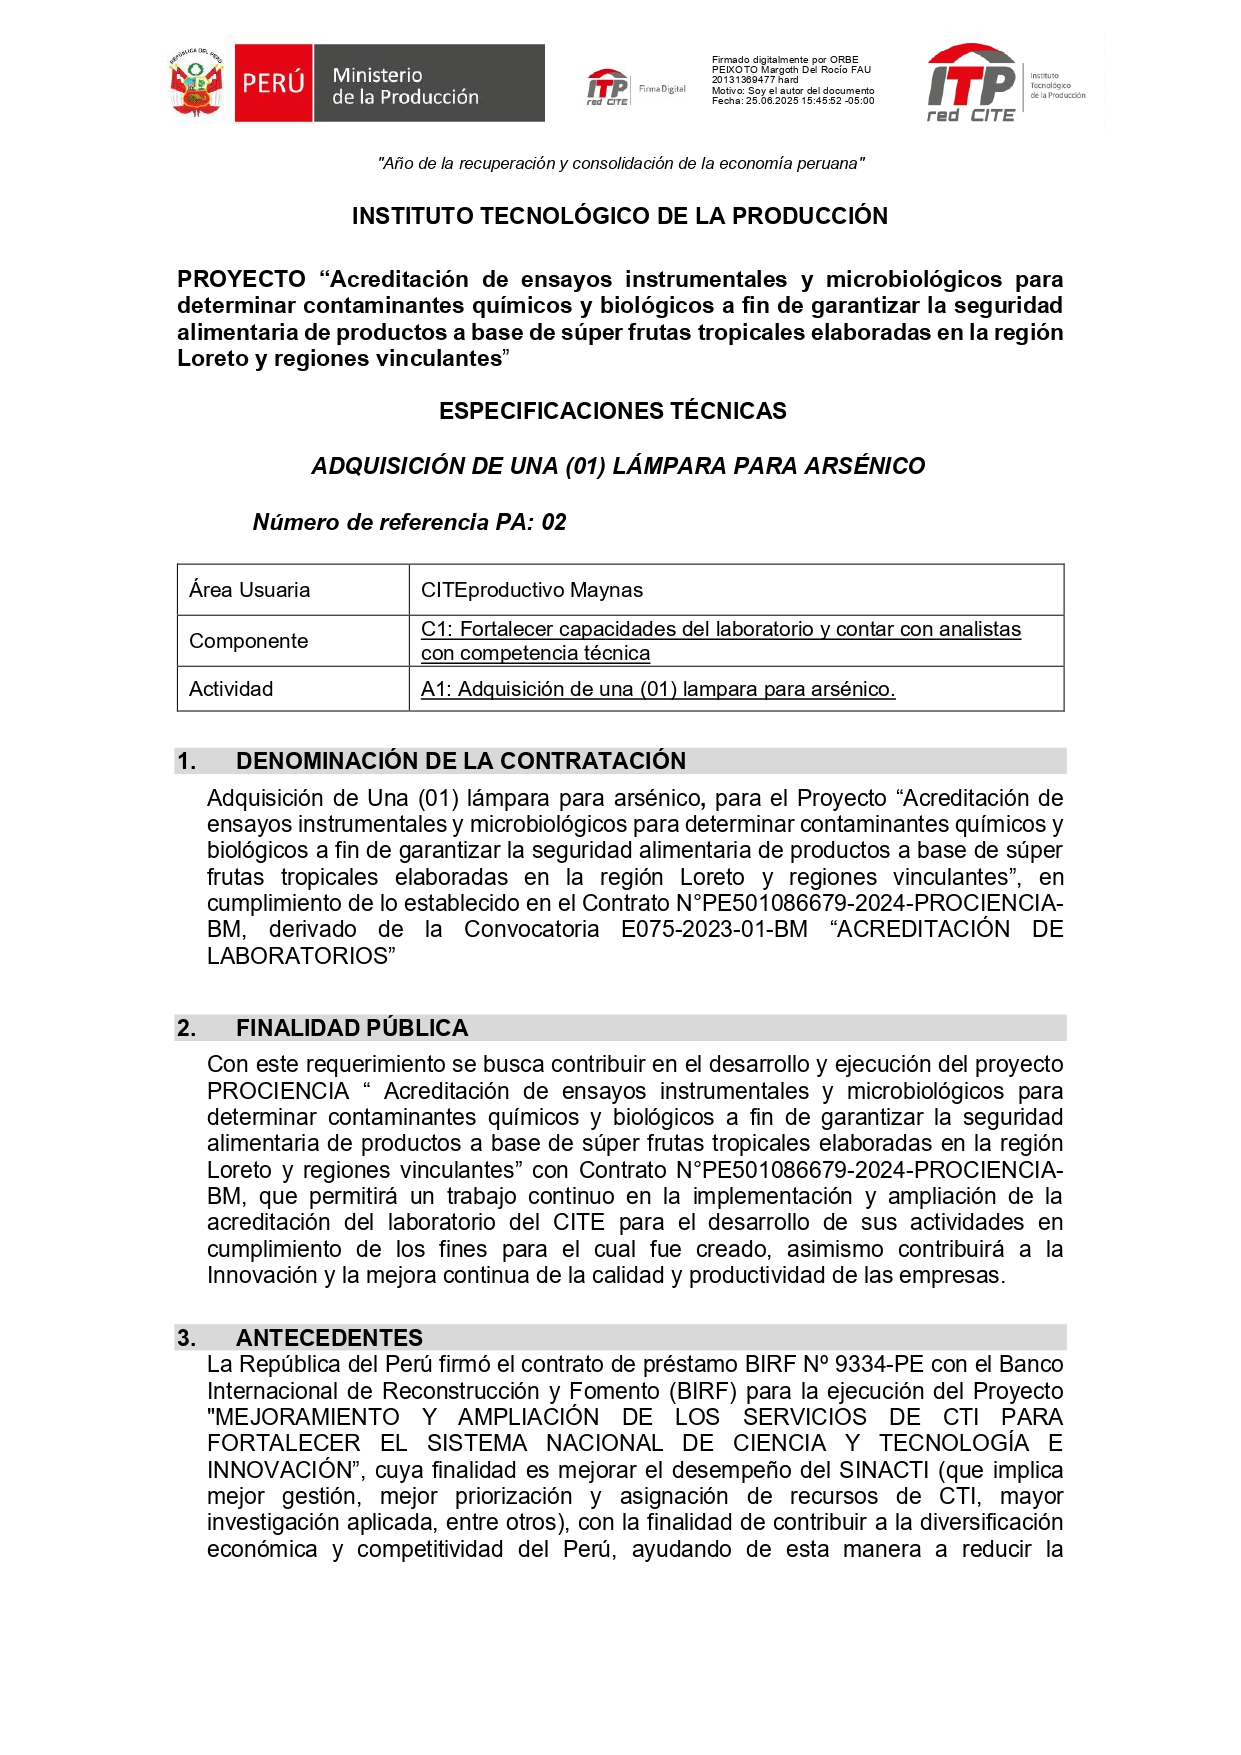 REPÚBLICA DEL PERÚ
PERÚ
Ministerio
de la Producción
ITP
red CITE
Firma Digital
Firmado digitalmente por ORBE
PEIXOTO Margoth Del Rocío FAU
20131369477 hard
Motivo: Soy el autor del documento
Fecha: 25.06.2025 15:45:52 -05:00
ITP
red CITE
Instituto
Tecnológico
de la Producción
"Año de la recuperación y consolidación de la economía peruana"
INSTITUTO TECNOLÓGICO DE LA PRODUCCIÓN
PROYECTO “Acreditación de ensayos instrumentales y microbiológicos para
determinar contaminantes químicos y biológicos a fin de garantizar la seguridad
alimentaria de productos a base de súper frutas tropicales elaboradas en la región
Loreto y regiones vinculantes”
ESPECIFICACIONES TÉCNICAS
ADQUISICIÓN DE UNA (01) LÁMPARA PARA ARSÉNICO
Número de referencia PA: 02
Área Usuaria
CITEproductivo Maynas
Componente
C1: Fortalecer capacidades del laboratorio y contar con analistas
con competencia técnica
Actividad
A1: Adquisición de una (01) lampara para arsénico.
1. DENOMINACIÓN DE LA CONTRATACIÓN
Adquisición de Una (01) lámpara para arsénico, para el Proyecto “Acreditación de
ensayos instrumentales y microbiológicos para determinar contaminantes químicos y
biológicos a fin de garantizar la seguridad alimentaria de productos a base de súper
frutas tropicales elaboradas en la región Loreto y regiones vinculantes”, en
cumplimiento de lo establecido en el Contrato N°PE501086679-2024-PROCIENCIA-
BM, derivado de la Convocatoria E075-2023-01-BM “ACREDITACIÓN DE
LABORATORIOS”
2. FINALIDAD PÚBLICA
Con este requerimiento se busca contribuir en el desarrollo y ejecución del proyecto
PROCIENCIA “ Acreditación de ensayos instrumentales y microbiológicos para
determinar contaminantes químicos y biológicos a fin de garantizar la seguridad
alimentaria de productos a base de súper frutas tropicales elaboradas en la región
Loreto y regiones vinculantes” con Contrato N°PE501086679-2024-PROCIENCIA-
BM, que permitirá un trabajo continuo en la implementación y ampliación de la
acreditación del laboratorio del CITE para el desarrollo de sus actividades en
cumplimiento de los fines para el cual fue creado, asimismo contribuirá a la
Innovación y la mejora continua de la calidad y productividad de las empresas.
3. ANTECEDENTES
La República del Perú firmó el contrato de préstamo BIRF Nº 9334-PE con el Banco
Internacional de Reconstrucción y Fomento (BIRF) para la ejecución del Proyecto
"MEJORAMIENTO Y AMPLIACIÓN DE LOS SERVICIOS DE CTI PARA
FORTALECER EL SISTEMA NACIONAL DE CIENCIA Y TECNOLOGÍA E
INNOVACIÓN”, cuya finalidad es mejorar el desempeño del SINACTI (que implica
mejor gestión, mejor priorización y asignación de recursos de CTI, mayor
investigación aplicada, entre otros), con la finalidad de contribuir a la diversificación
económica y competitividad del Perú, ayudando de esta manera a reducir la